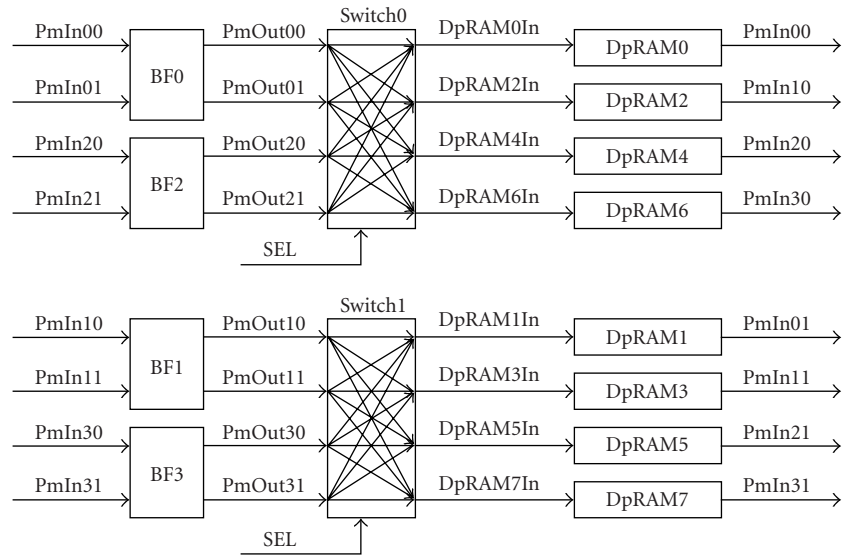 Switch0
PmIn00 PmOut00 DpRAM0In DpRAM0 PmIn00
BF0
PmIn01 PmOut01 DpRAM2In DpRAM2 PmIn10
PmIn20 PmOut20 DpRAM4In DpRAM4 PmIn20
BF2
PmIn21 PmOut21 DpRAM6In DpRAM6 PmIn30
SEL
Switch1
PmIn10 PmOut10 DpRAM1In DpRAM1 PmIn01
BF1
PmIn11 PmOut11 DpRAM3In DpRAM3 PmIn11
PmIn30 PmOut30 DpRAM5In DpRAM5 PmIn21
BF3
PmIn31 PmOut31 DpRAM7In DpRAM7 PmIn31
SEL